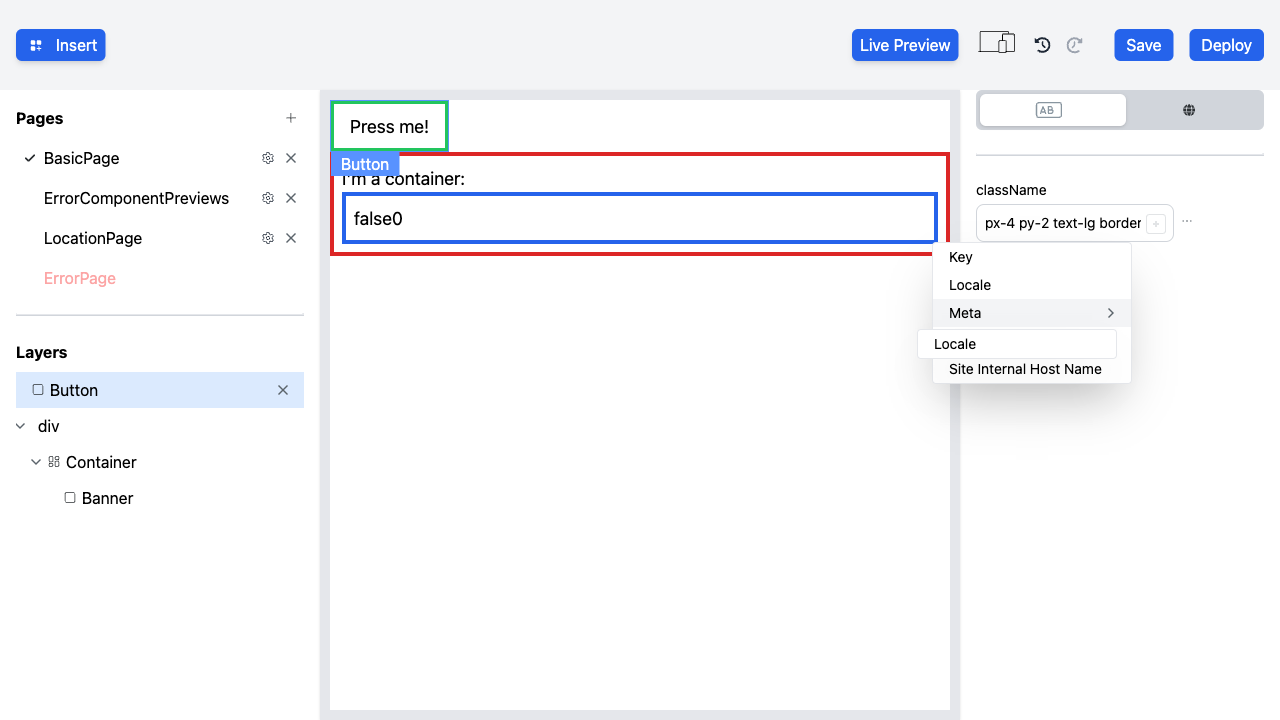 Insert
Live Preview
Save
Deploy
Pages
BasicPage
ErrorComponentPreviews
LocationPage
ErrorPage
Layers
Button
div
Container
Banner
Press me!
Button
I'm a container:
false0
AB
className
px-4 py-2 text-lg border
Key
Locale
Meta
Locale
Site Internal Host Name